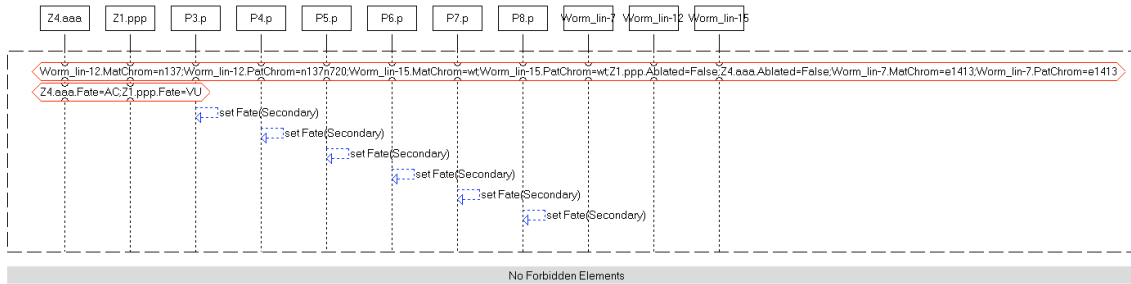 Z4.aaa Z1.ppp P3.p P4.p P5.p P6.p P7.p P8.p Worm_lin-7 Worm_lin-12 Worm_lin-15
Worm_lin-12.MatChrom=n137;Worm_lin-12.PatChrom=n137n720;Worm_lin-15.MatChrom=wt;Worm_lin-15.PatChrom=wt;Z1.ppp.Ablated=False;Z4.aaa.Ablated=False;Worm_lin-7.MatChrom=e1413;Worm_lin-7.PatChrom=e1413
Z4.aaa.Fate=AC;Z1.ppp.Fate=VU
set Fate(Secondary)
set Fate(Secondary)
set Fate(Secondary)
set Fate(Secondary)
set Fate(Secondary)
set Fate(Secondary)
No Forbidden Elements